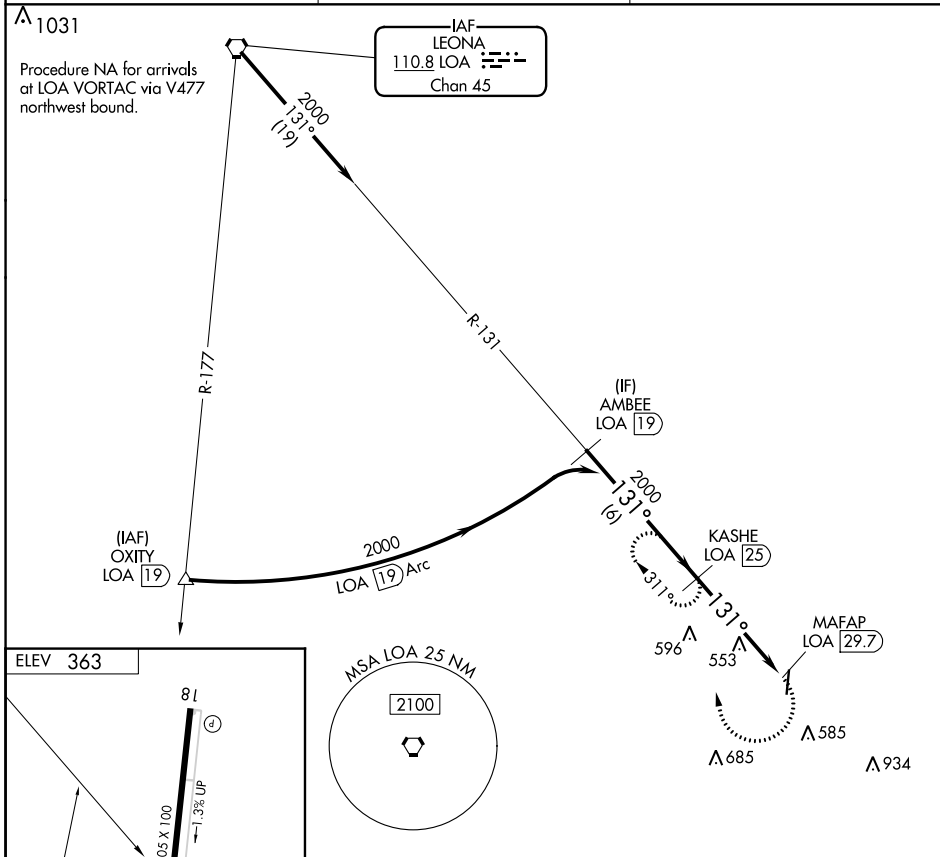 1031
Procedure NA for arrivals
at LOA VORTAC via V477
northwest bound.
IAF
LEONA
110.8 LOA
Chan 45
2000
131°
(19)
R-131
R-177
(IF)
AMBEE
LOA 19
2000
131°
(6)
KASHE
LOA 25
311°
131°
MAFAP
LOA 29.7
(IAF)
OXITY
LOA 19
2000
LOA 19 Arc
596
553
585
685
934
ELEV 363
18
P
1.3% UP
05 X 100
MSA LOA 25 NM
2100